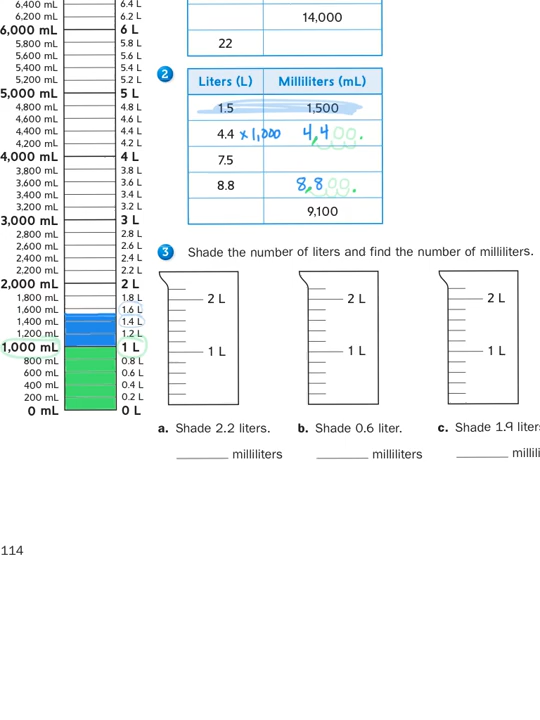 6,400 mL 6.4 L
6,200 mL 6.2 L
6,000 mL 6 L
5,800 mL 5.8 L
5,600 mL 5.6 L
5,400 mL 5.4 L
5,200 mL 5.2 L
5,000 mL 5 L
4,800 mL 4.8 L
4,600 mL 4.6 L
4,400 mL 4.4 L
4,200 mL 4.2 L
4,000 mL 4 L
3,800 mL 3.8 L
3,600 mL 3.6 L
3,400 mL 3.4 L
3,200 mL 3.2 L
3,000 mL 3 L
2,800 mL 2.8 L
2,600 mL 2.6 L
2,400 mL 2.4 L
2,200 mL 2.2 L
2,000 mL 2 L
1,800 mL 1.8 L
1,600 mL 1.6 L
1,400 mL 1.4 L
1,200 mL 1.2 L
1,000 mL 1 L
800 mL 0.8 L
600 mL 0.6 L
400 mL 0.4 L
200 mL 0.2 L
0 mL 0 L
14,000
22
2
Liters (L) Milliliters (mL)
1.5 1,500
4.4 x 1,000 4,400.
7.5
8.8 8,800.
9,100
3 Shade the number of liters and find the number of milliliters.
2 L 2 L 2 L
1 L 1 L 1 L
a. Shade 2.2 liters. b. Shade 0.6 liter. c. Shade 1.9 liter
milliliters milliliters millili
114